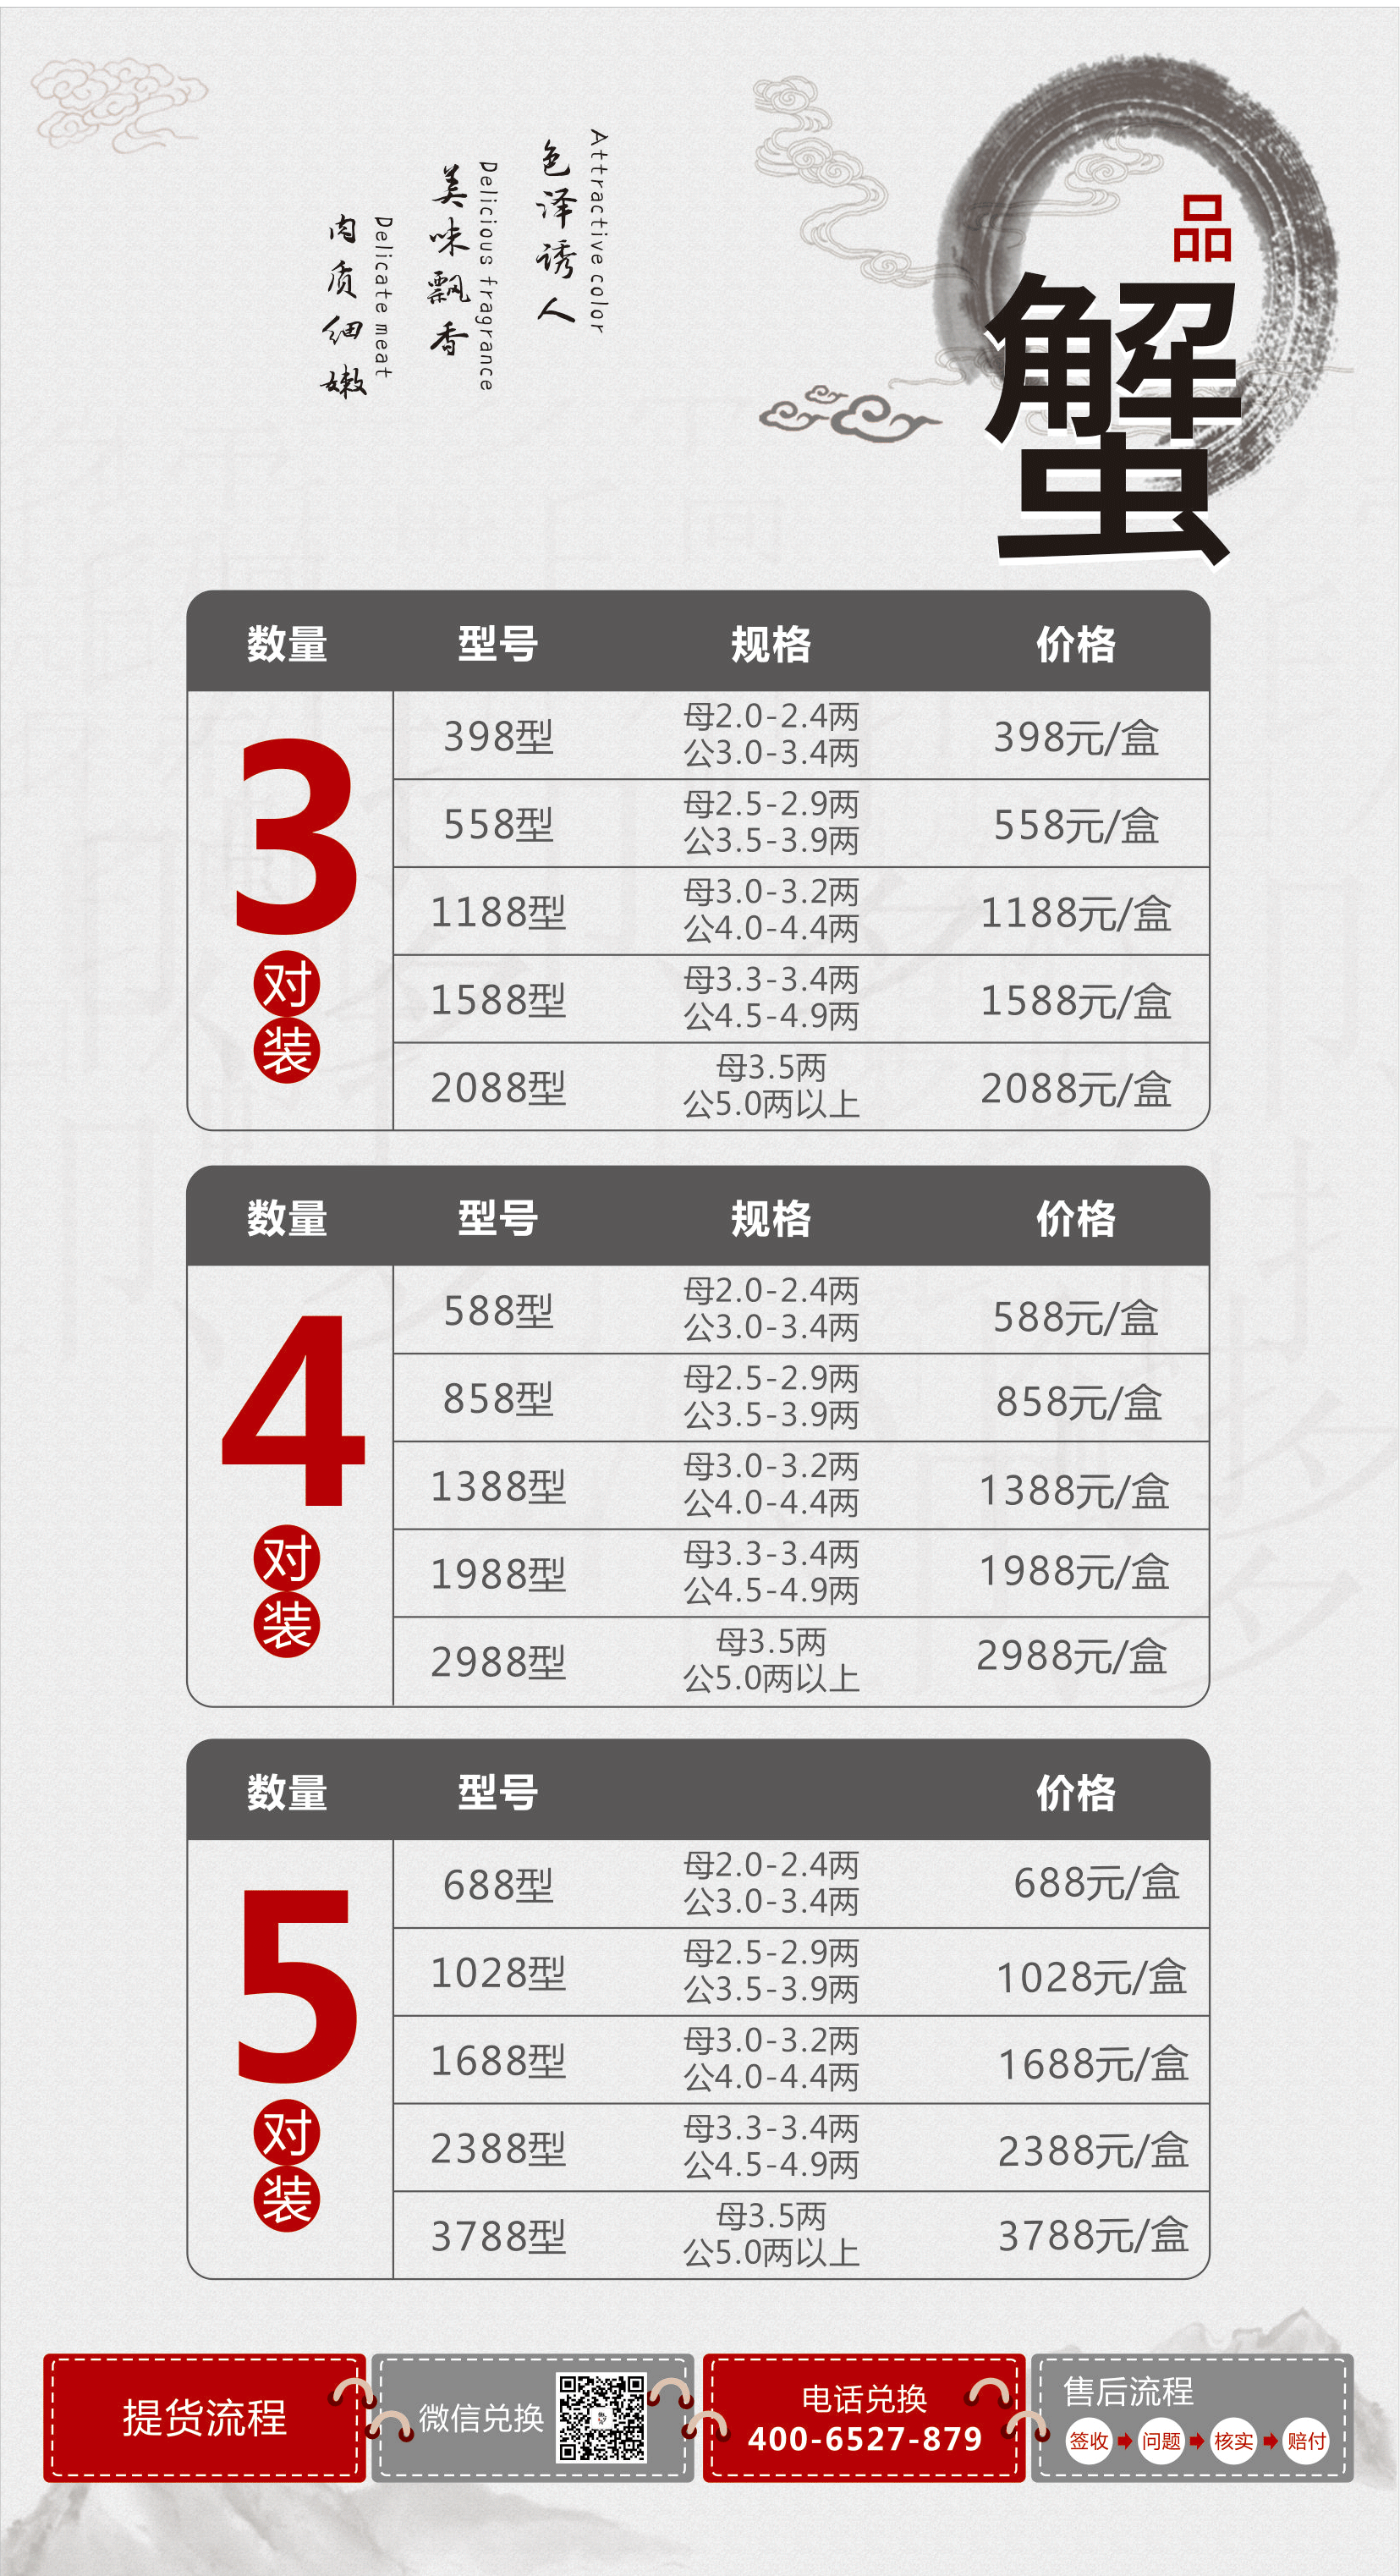 品
蟹
Attractive color
色泽诱人
Delicious fragrance
美味飘香
Delicate meat
肉质细嫩
数量 型号 规格 价格
3
对
装
398型 母2.0-2.4两 398元/盒
公3.0-3.4两
558型 母2.5-2.9两 558元/盒
公3.5-3.9两
1188型 母3.0-3.2两 1188元/盒
公4.0-4.4两
1588型 母3.3-3.4两 1588元/盒
公4.5-4.9两
2088型 母3.5两 2088元/盒
公5.0两以上
数量 型号 规格 价格
4
对
装
588型 母2.0-2.4两 588元/盒
公3.0-3.4两
858型 母2.5-2.9两 858元/盒
公3.5-3.9两
1388型 母3.0-3.2两 1388元/盒
公4.0-4.4两
1988型 母3.3-3.4两 1988元/盒
公4.5-4.9两
2988型 母3.5两 2988元/盒
公5.0两以上
数量 型号 价格
5
对
装
688型 母2.0-2.4两 688元/盒
公3.0-3.4两
1028型 母2.5-2.9两 1028元/盒
公3.5-3.9两
1688型 母3.0-3.2两 1688元/盒
公4.0-4.4两
2388型 母3.3-3.4两 2388元/盒
公4.5-4.9两
3788型 母3.5两 3788元/盒
公5.0两以上
提货流程
微信兑换
电话兑换
400-6527-879
售后流程
签收 问题 核实 赔付